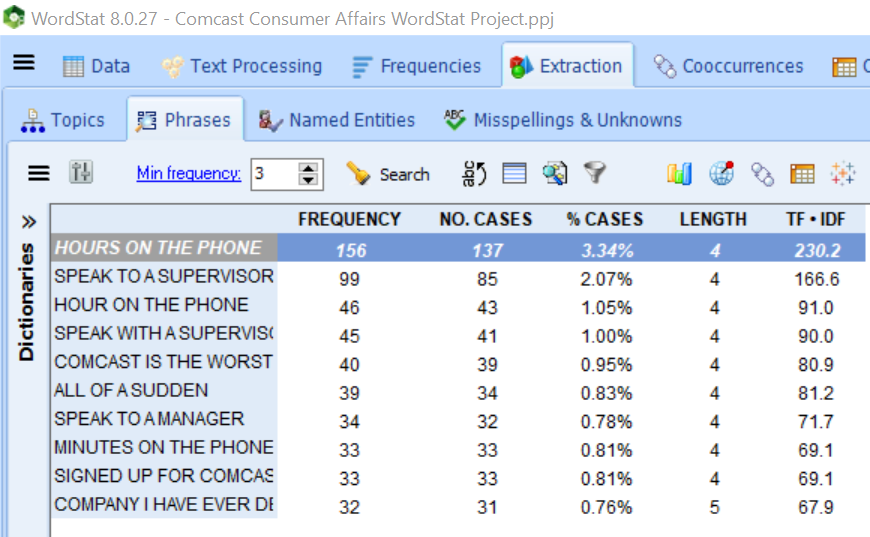 WordStat 8.0.27 - Comcast Consumer Affairs WordStat Project.ppj
Data Text Processing Frequencies Extraction Cooccurrences
Topics Phrases Named Entities Misspellings & Unknowns
Min frequency: 3 Search abc
FREQUENCY NO. CASES % CASES LENGTH TF • IDF
HOURS ON THE PHONE 156 137 3.34% 4 230.2
SPEAK TO A SUPERVISOR 99 85 2.07% 4 166.6
HOUR ON THE PHONE 46 43 1.05% 4 91.0
SPEAK WITH A SUPERVISO 45 41 1.00% 4 90.0
COMCAST IS THE WORST 40 39 0.95% 4 80.9
ALL OF A SUDDEN 39 34 0.83% 4 81.2
SPEAK TO A MANAGER 34 32 0.78% 4 71.7
MINUTES ON THE PHONE 33 33 0.81% 4 69.1
SIGNED UP FOR COMCAS 33 33 0.81% 4 69.1
COMPANY I HAVE EVER DE 32 31 0.76% 5 67.9
Dictionaries